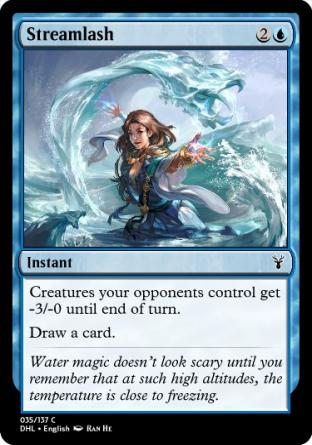 Streamlash 2
Instant
Creatures your opponents control get
-3/-0 until end of turn.
Draw a card.
Water magic doesn't look scary until you
remember that at such high altitudes, the
temperature is close to freezing.
035/137 C
DHL • English Ran He